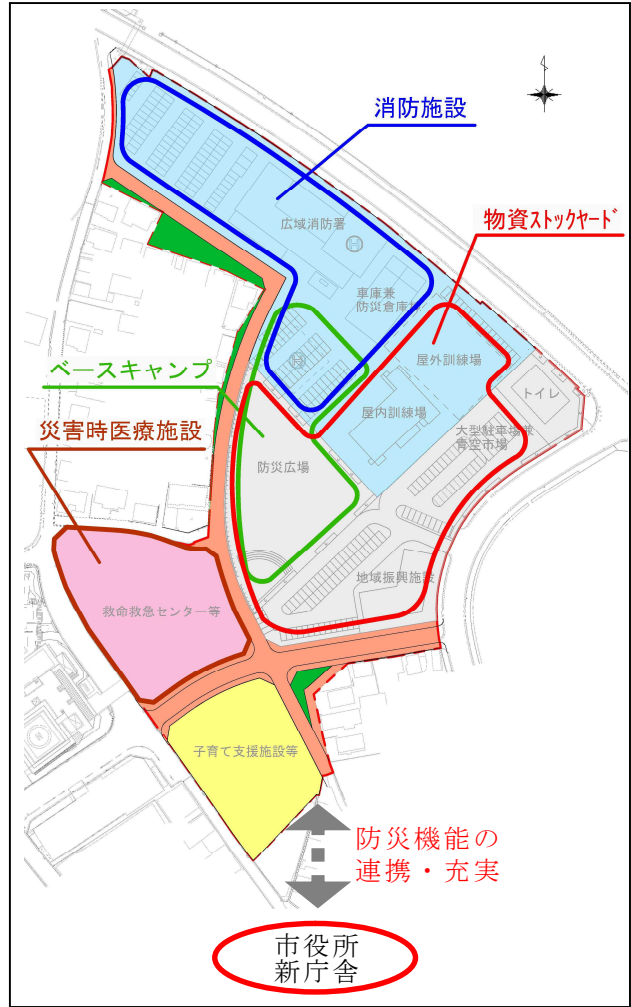 消防施設
広域消防署
Ⓗ
物資ストックヤード
車庫兼
防災倉庫棟
屋外訓練場
Ⓗ
ベースキャンプ
トイレ
屋内訓練場
災害時医療施設
大型駐車場兼
青空市場
防災広場
地域振興施設
救命救急センター等
H
子育て支援施設等
防災機能の
連携・充実
市役所
新庁舎